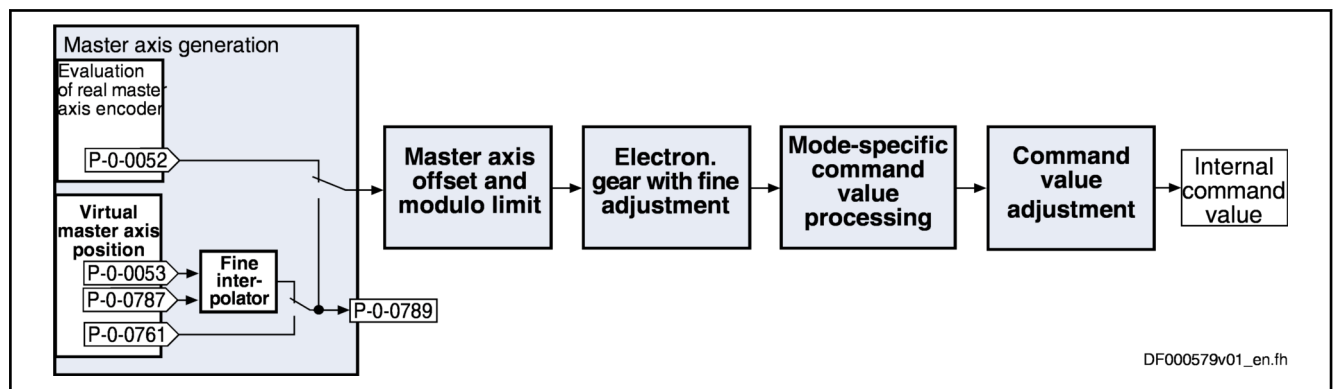 Master axis generation
Evaluation
of real master
axis encoder
P-0-0052
Virtual
master axis
position
P-0-0053
P-0-0787
P-0-0761
Fine
inter-
polator
P-0-0789
Master axis
offset and
modulo limit
Electron.
gear with fine
adjustment
Mode-specific
command
value
processing
Command
value
adjustment
Internal
command
value
DF000579v01_en.fh